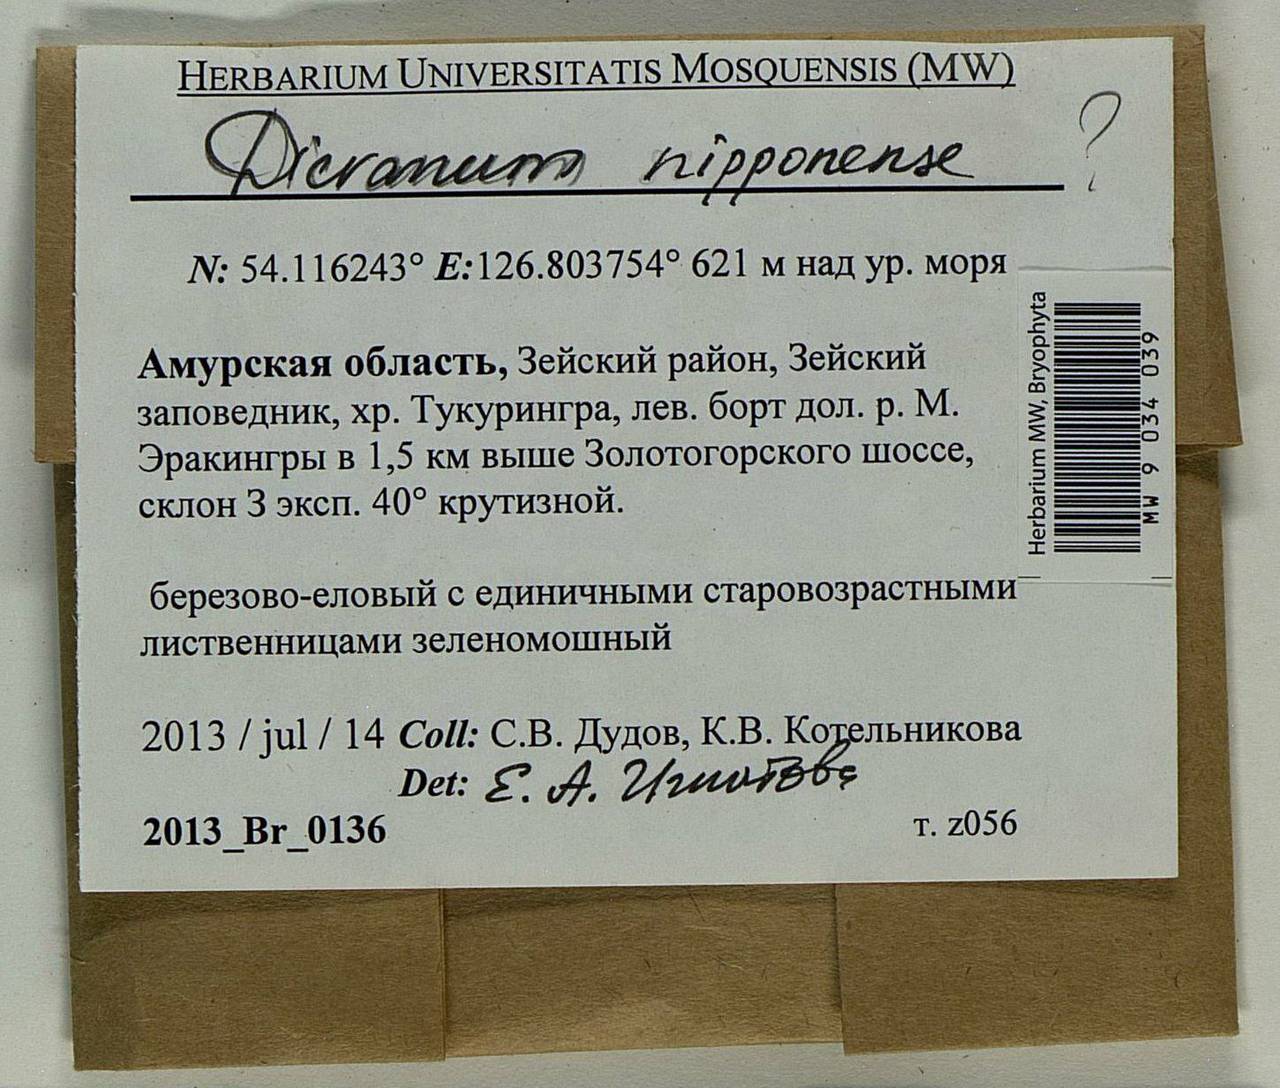 HERBARIUM UNIVERSITATIS MOSQUENSIS (MW)
Dicranum nipponense ?
N: 54.116243° E:126.803754° 621 м над ур. моря
Амурская область, Зейский район, Зейский
заповедник, хр. Тукурингра, лев. борт дол. р. М.
Эракингры в 1,5 км выше Золотогорского шоссе,
склон З эксп. 40° крутизной.
березово-еловый с единичными старовозрастными
лиственницами зеленомошный
2013 / jul / 14 Coll: С.В. Дудов, К.В. Котельникова
Det: Е. А. Игнатова
2013_Br_0136 т. z056
Herbarium MW, Bryophyta
MW 9 034 039